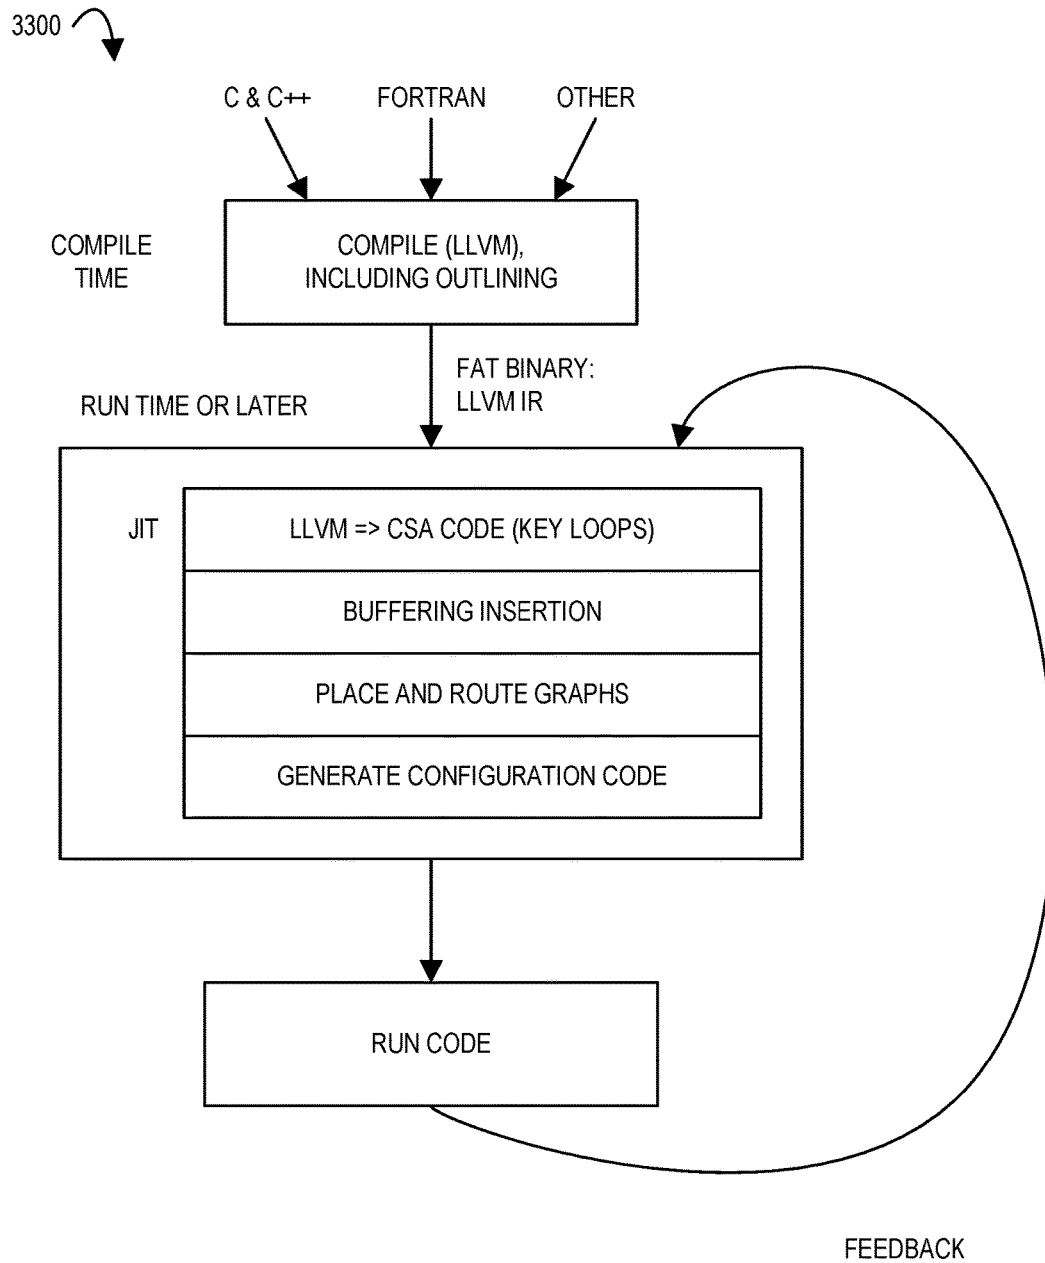 3300
C & C++ FORTRAN OTHER
COMPILE
TIME
COMPILE (LLVM),
INCLUDING OUTLINING
FAT BINARY:
LLVM IR
RUN TIME OR LATER
JIT
LLVM => CSA CODE (KEY LOOPS)
BUFFERING INSERTION
PLACE AND ROUTE GRAPHS
GENERATE CONFIGURATION CODE
RUN CODE
FEEDBACK